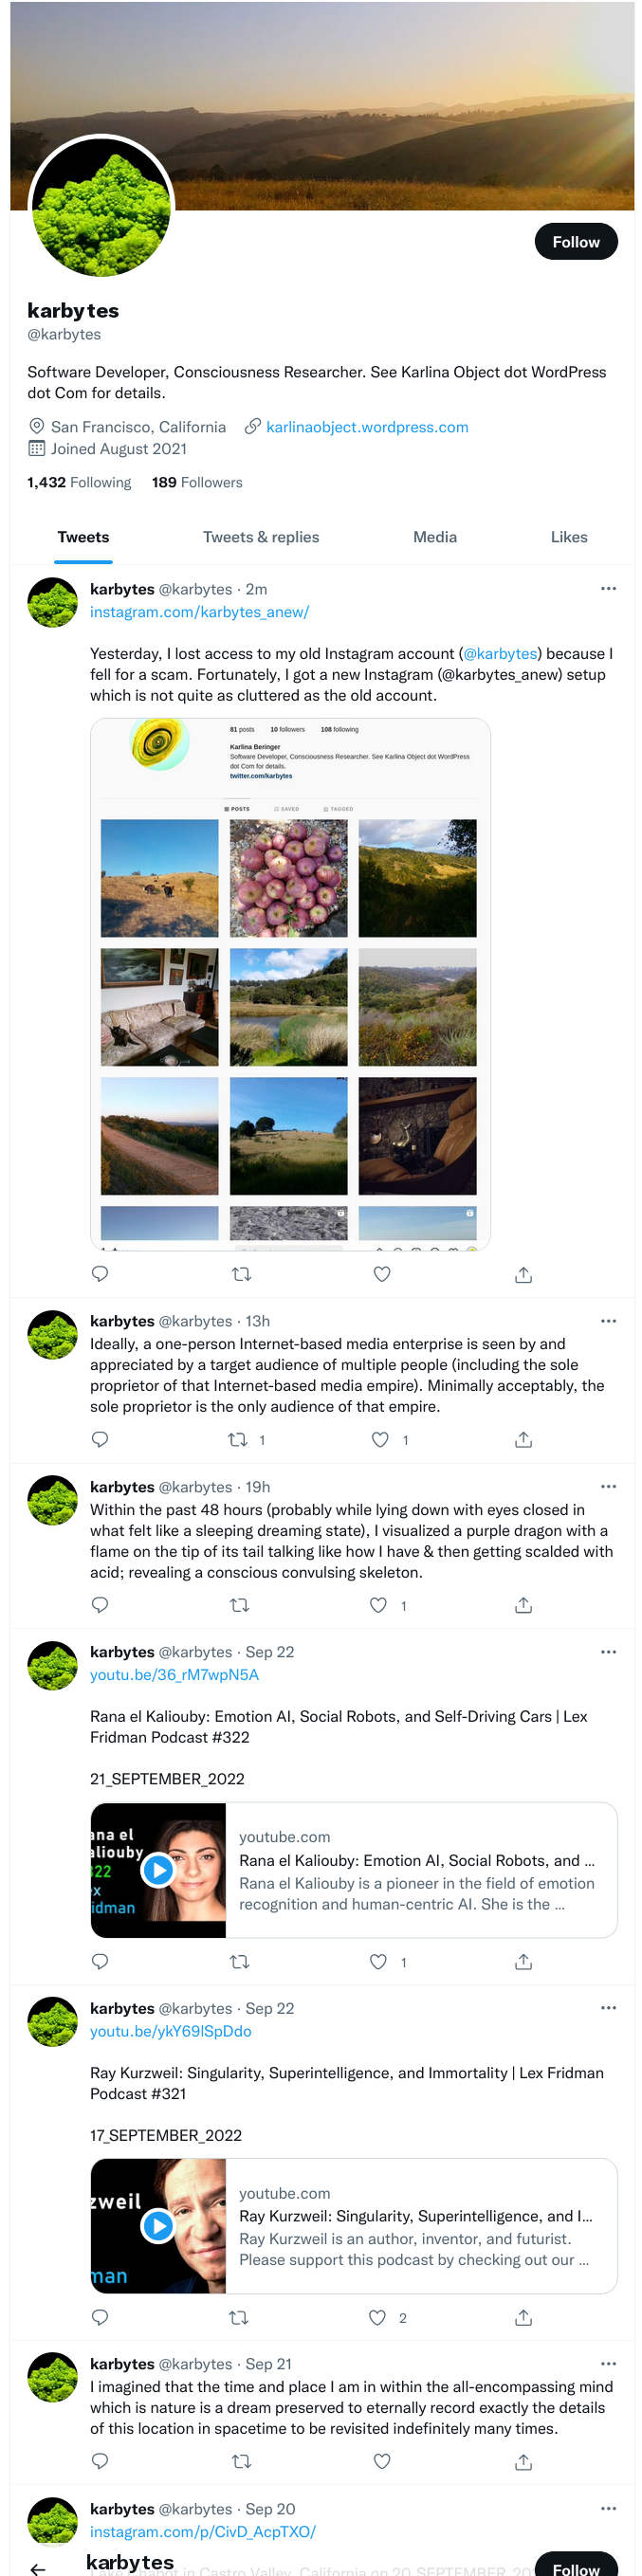 Follow
karbytes
@karbytes
Software Developer, Consciousness Researcher. See Karlina Object dot WordPress
dot Com for details.
San Francisco, California karlinaobject.wordpress.com
Joined August 2021
1,432 Following 189 Followers
Tweets Tweets & replies Media Likes
karbytes @karbytes · 2m
instagram.com/karbytes_anew/
Yesterday, I lost access to my old Instagram account (@karbytes) because I
fell for a scam. Fortunately, I got a new Instagram (@karbytes_anew) setup
which is not quite as cluttered as the old account.
81 posts 10 followers 108 following
Karlina Beringer
Software Developer, Consciousness Researcher. See Karlina Object dot WordPress
dot Com for details.
twitter.com/karbytes
POSTS SAVED TAGGED
karbytes @karbytes · 13h
Ideally, a one-person Internet-based media enterprise is seen by and
appreciated by a target audience of multiple people (including the sole
proprietor of that Internet-based media empire). Minimally acceptably, the
sole proprietor is the only audience of that empire.
1 1
karbytes @karbytes · 19h
Within the past 48 hours (probably while lying down with eyes closed in
what felt like a sleeping dreaming state), I visualized a purple dragon with a
flame on the tip of its tail talking like how I have & then getting scalded with
acid; revealing a conscious convulsing skeleton.
1
karbytes @karbytes · Sep 22
youtu.be/36_rM7wpN5A
Rana el Kaliouby: Emotion AI, Social Robots, and Self-Driving Cars | Lex
Fridman Podcast #322
21_SEPTEMBER_2022
ana el
aliouby
322
ex
idman
youtube.com
Rana el Kaliouby: Emotion AI, Social Robots, and ...
Rana el Kaliouby is a pioneer in the field of emotion
recognition and human-centric AI. She is the ...
1
karbytes @karbytes · Sep 22
youtu.be/ykY69lSpDdo
Ray Kurzweil: Singularity, Superintelligence, and Immortality | Lex Fridman
Podcast #321
17_SEPTEMBER_2022
zweil
man
youtube.com
Ray Kurzweil: Singularity, Superintelligence, and I...
Ray Kurzweil is an author, inventor, and futurist.
Please support this podcast by checking out our ...
2
karbytes @karbytes · Sep 21
I imagined that the time and place I am in within the all-encompassing mind
which is nature is a dream preserved to eternally record exactly the details
of this location in spacetime to be revisited indefinitely many times.
karbytes @karbytes · Sep 20
instagram.com/p/CivD_AcpTXO/
karbytes
Follow
in Castro Valley, California on 20 SEPTEMBER